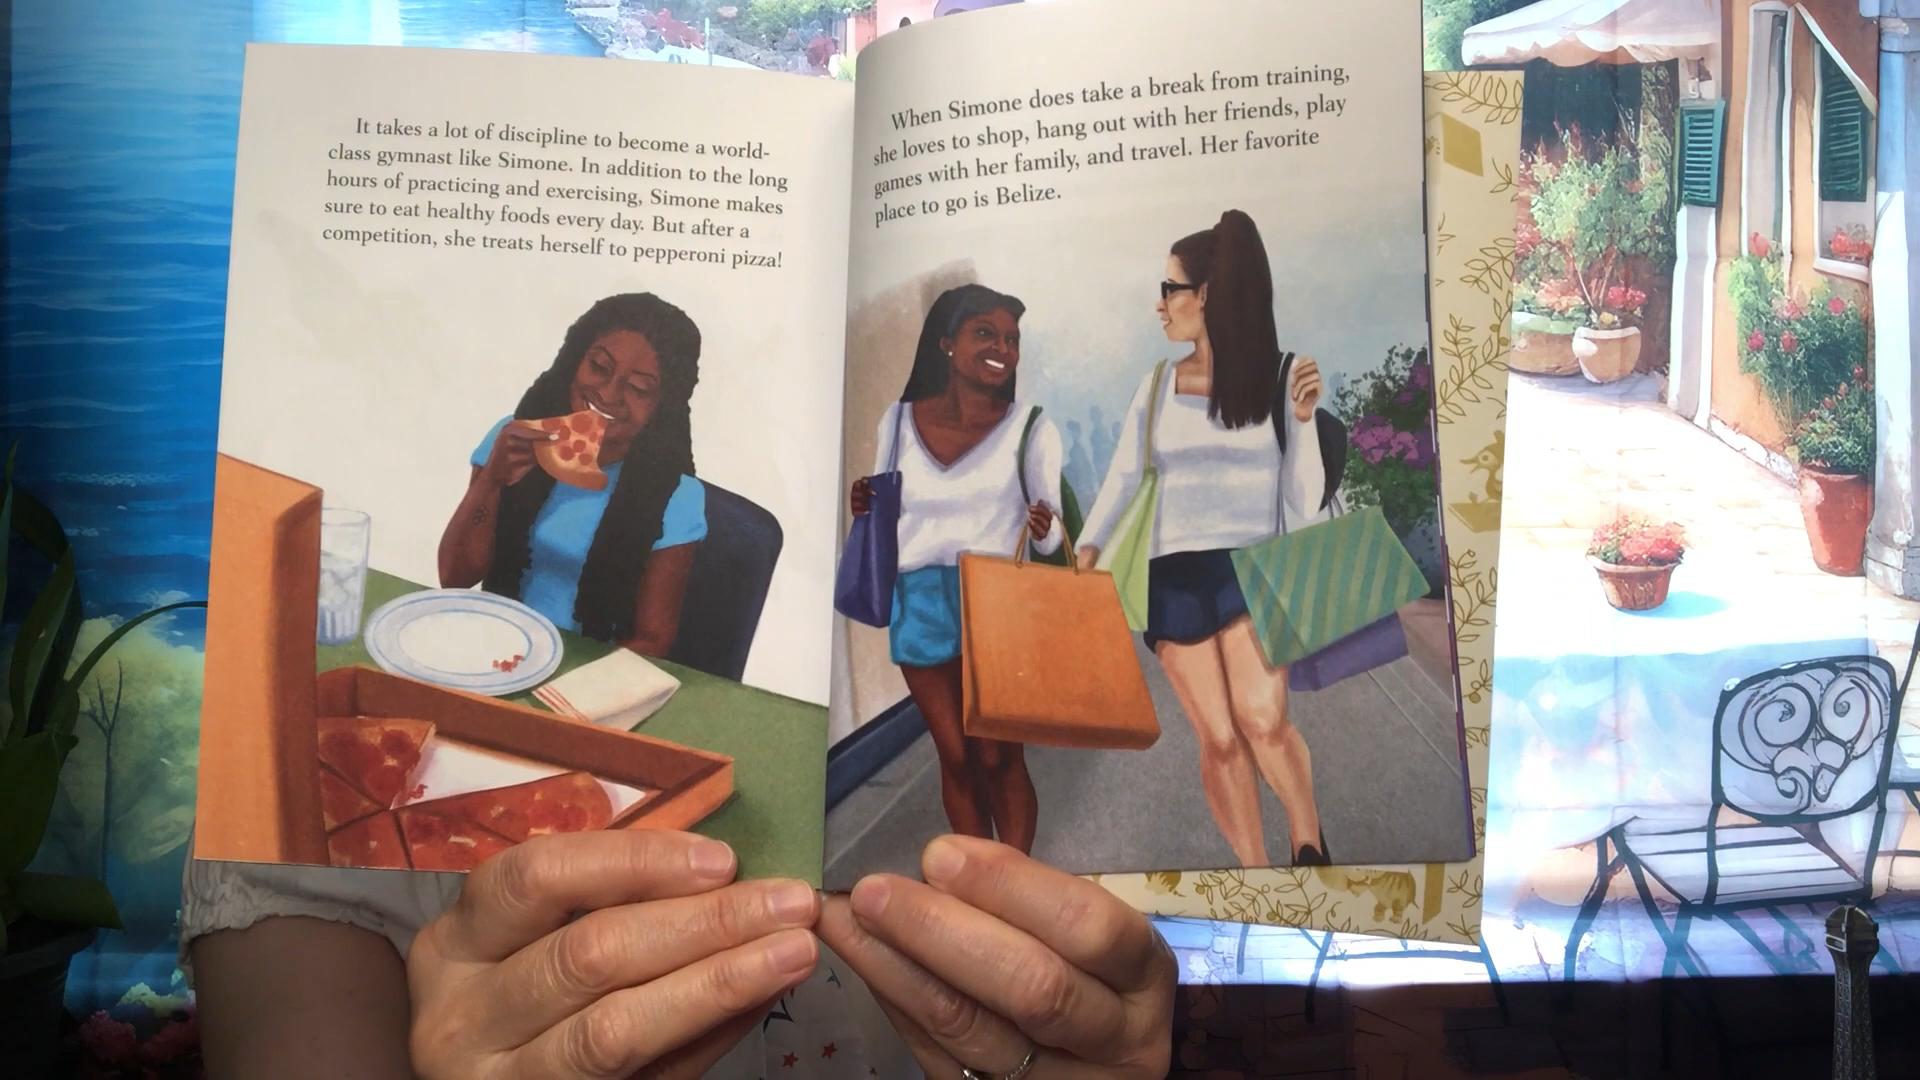 It takes a lot of discipline to become a world-
class gymnast like Simone. In addition to the long
hours of practicing and exercising, Simone makes
sure to eat healthy foods every day. But after a
competition, she treats herself to pepperoni pizza!
When Simone does take a break from training,
she loves to shop, hang out with her friends, play
games with her family, and travel. Her favorite
place to go is Belize.